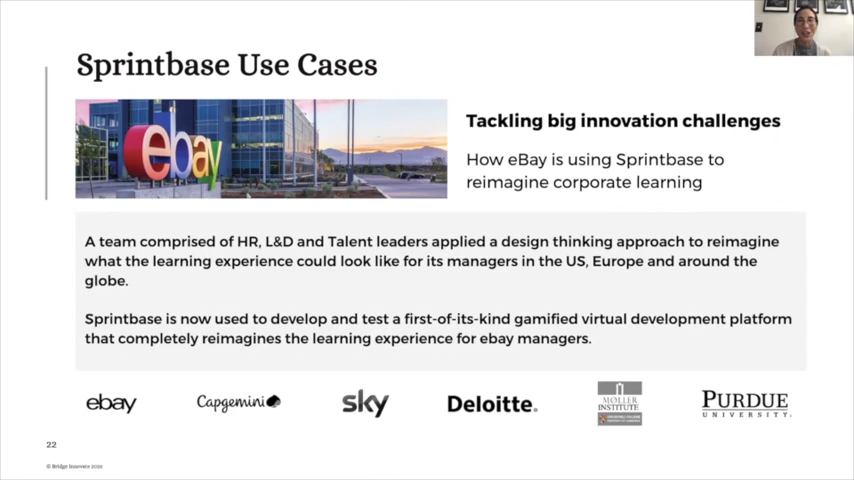 Sprintbase Use Cases
ebay
Tackling big innovation challenges
How eBay is using Sprintbase to
reimagine corporate learning
A team comprised of HR, L&D and Talent leaders applied a design thinking approach to reimagine
what the learning experience could look like for its managers in the US, Europe and around the
globe.
Sprintbase is now used to develop and test a first-of-its-kind gamified virtual development platform
that completely reimagines the learning experience for ebay managers.
ebay
Capgemini
sky
Deloitte.
MØLLER
INSTITUTE
PURDUE
UNIVERSITY.
22
© Bridge Innovate 2020